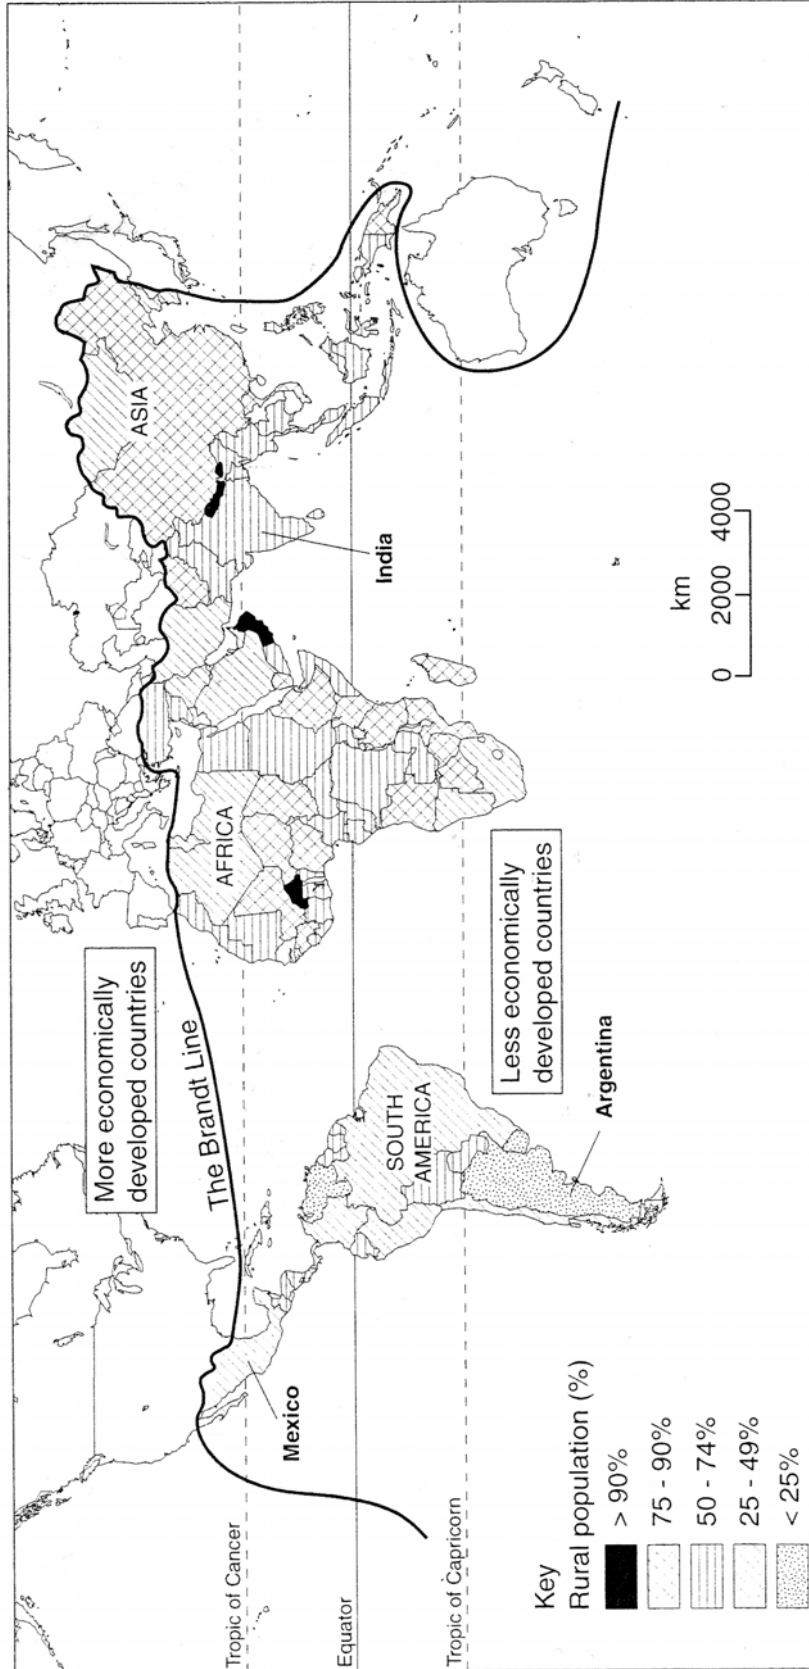 More economically
developed countries
The Brandt Line
ASIA
AFRICA
India
SOUTH
AMERICA
Mexico
Argentina
Less economically
developed countries
Tropic of Cancer
Equator
Tropic of Capricorn
km
0 2000 4000
Key
Rural population (%)
> 90%
75 - 90%
50 - 74%
25 - 49%
< 25%